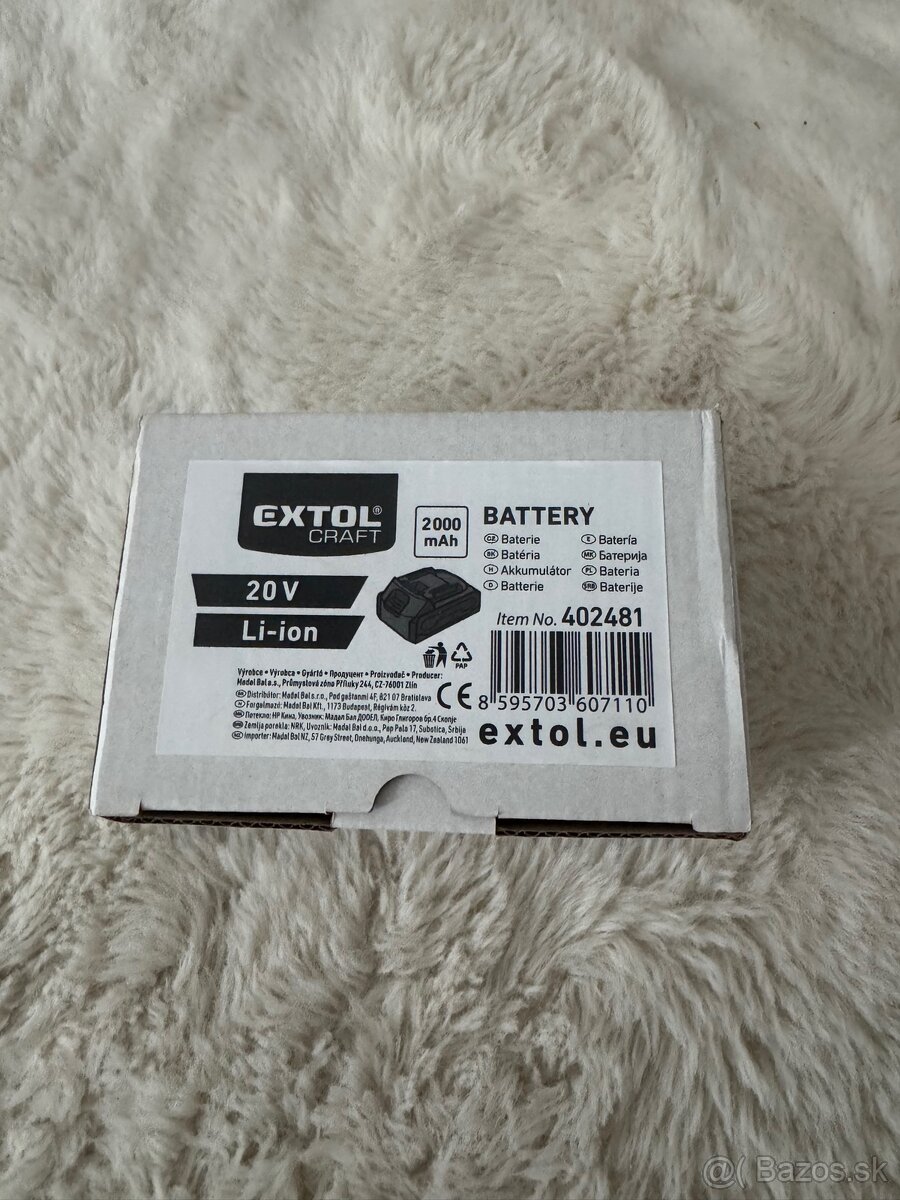 EXTOL®
CRAFT
2000
mAh
BATTERY
CZ Baterie
E Batería
SK Batéria
MK Батерија
H Akkumulátor
PL Bateria
D Batterie
SRB Baterije
20 V
Li-ion
Item No. 402481
PAP
Výrobce • Výrobca • Gyártó • Продуцент • Proizvođač • Producer:
Madal Bal a.s., Průmyslová zóna Příluky 244, CZ-76001 Zlín
SK Distribútor: Madal Bal s.r.o., Pod gaštanmi 4F, 821 07 Bratislava
H Forgalmazó: Madal Bal Kft., 1173 Budapest, Régivám köz 2.
Потекло: НР Кина, Увозник: Мадал Бал ДООЕЛ, Киро Глигоров бр.4 Скопје
Zemlja porekla: NRK, Uvoznik: Madal Bal d.o.o., Pap Pala 17, Subotica, Srbija
Importer: Madal Bal NZ, 57 Grey Street, Onehunga, Auckland, New Zealand 1061
CE
8 595703 607110
extol.eu
@( Bazos.sk